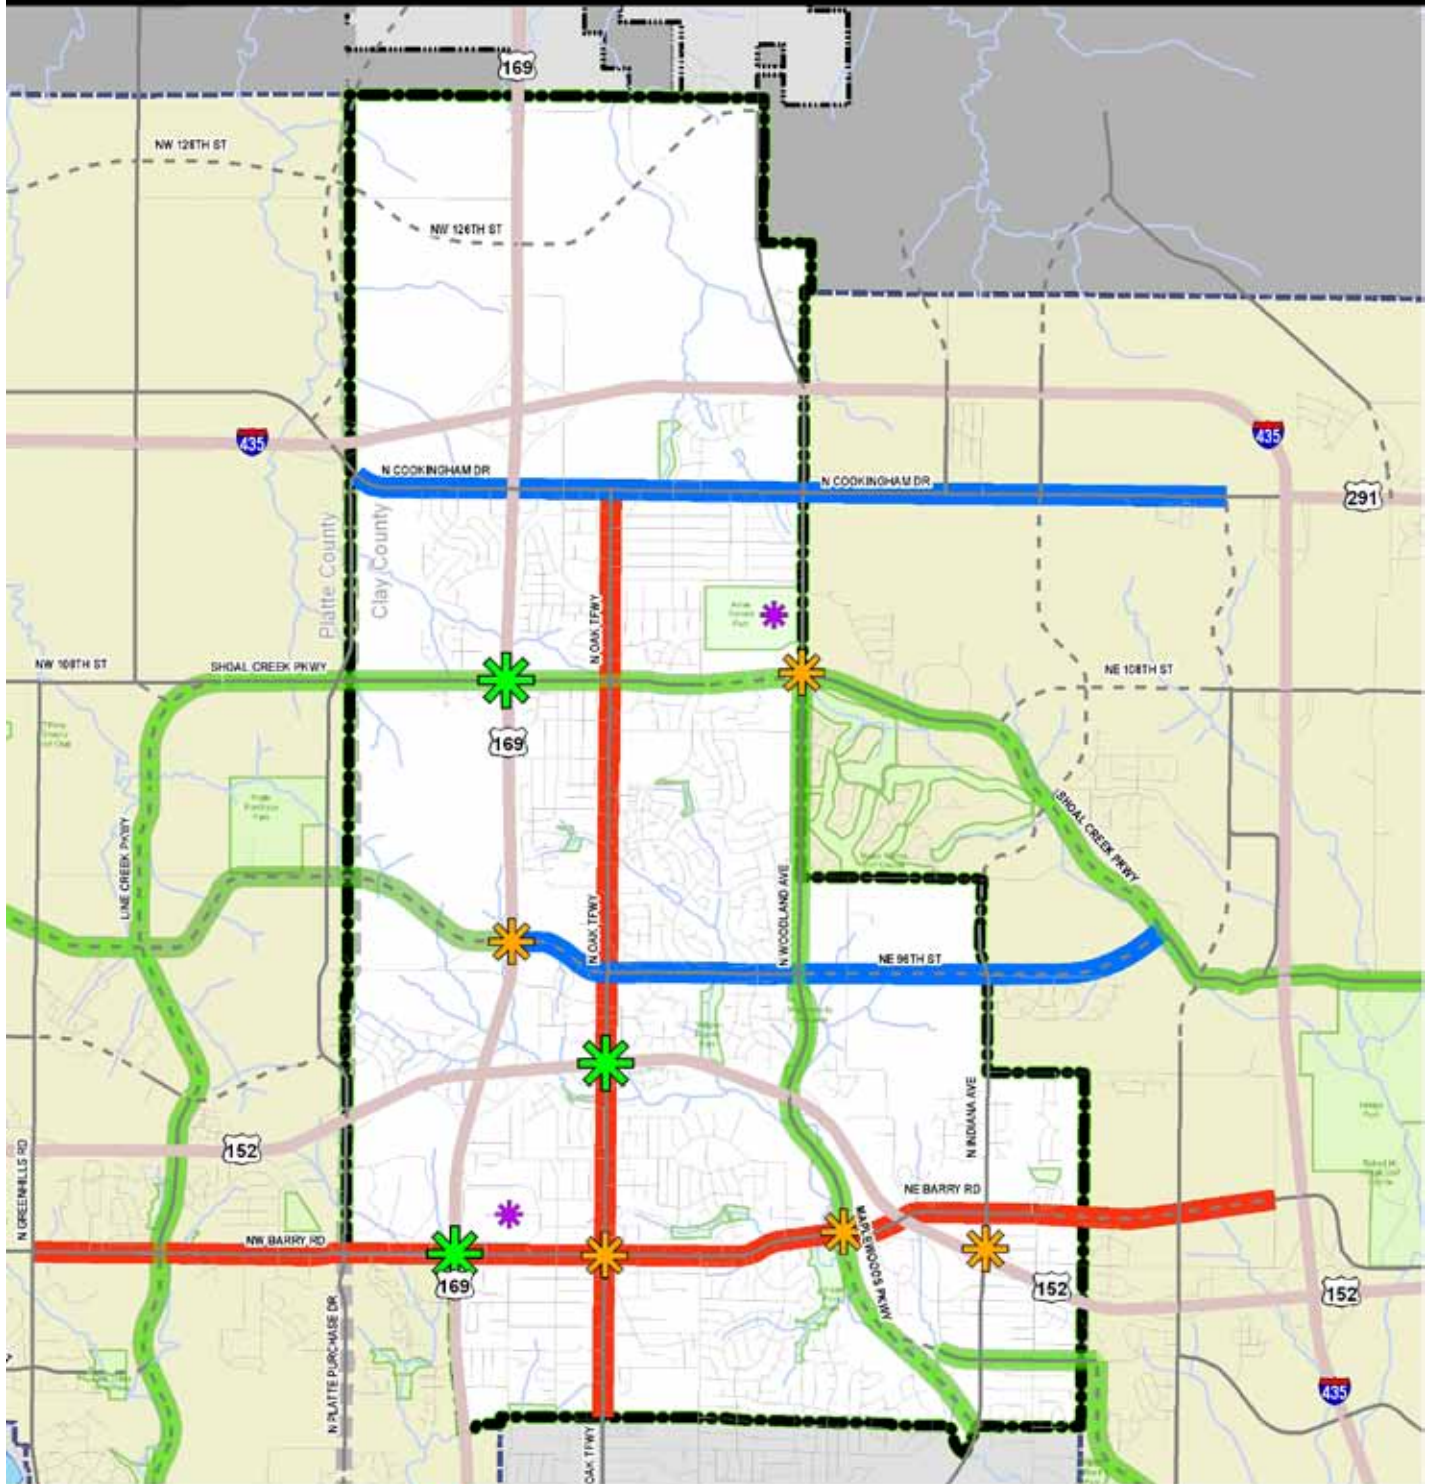 169
NW 128TH ST
NW 126TH ST
435
435
N COOKINGHAM DR
N COOKINGHAM DR
291
Platte County
Clay County
N OAK TFWY
NW 108TH ST
SHOAL CREEK PKWY
NE 108TH ST
169
SHOAL CREEK PKWY
LINE CREEK PKWY
N WOODLAND AVE
N OAK TFWY
NE 96TH ST
N INDIANA AVE
152
N GREENHILLS RD
NE BARRY RD
NW BARRY RD
MAPLEWOODS PKWY
169
152
152
N PLATTE PURCHASE DR
435
OAK TFWY